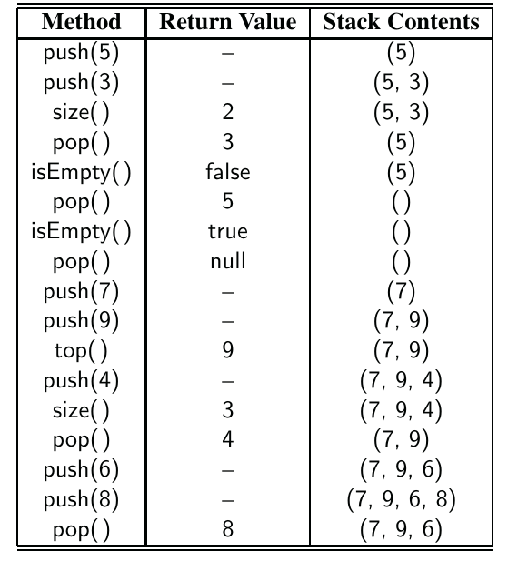 Method Return Value Stack Contents
push(5) – (5)
push(3) – (5, 3)
size() 2 (5, 3)
pop() 3 (5)
isEmpty() false (5)
pop() 5 ()
isEmpty() true ()
pop() null ()
push(7) – (7)
push(9) – (7, 9)
top() 9 (7, 9)
push(4) – (7, 9, 4)
size() 3 (7, 9, 4)
pop() 4 (7, 9)
push(6) – (7, 9, 6)
push(8) – (7, 9, 6, 8)
pop() 8 (7, 9, 6)